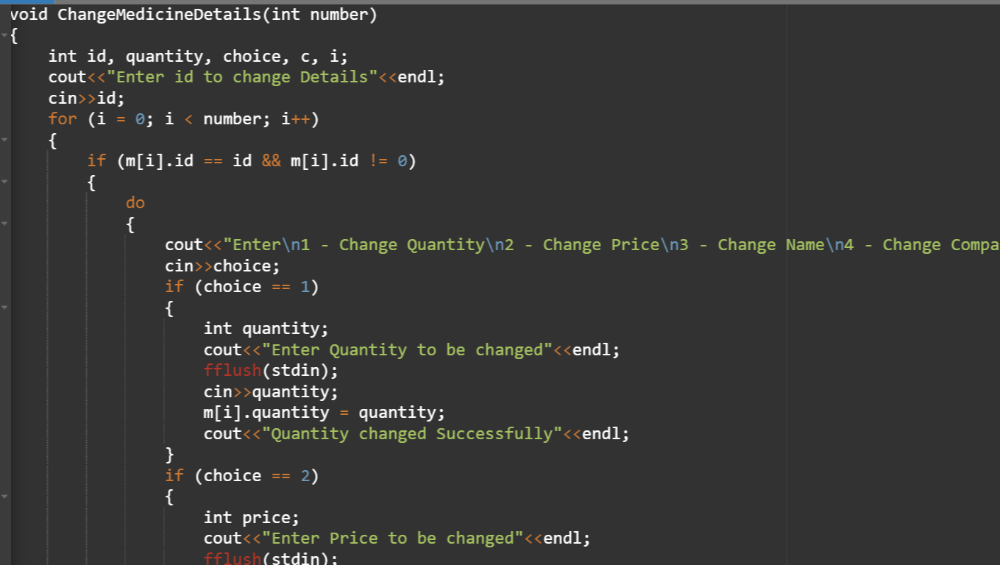 void ChangeMedicineDetails(int number)
{
    int id, quantity, choice, c, i;
    cout<<"Enter id to change Details"<<endl;
    cin>>id;
    for (i = 0; i < number; i++)
    {
        if (m[i].id == id && m[i].id != 0)
        {
            do
            {
                cout<<"Enter\n1 - Change Quantity\n2 - Change Price\n3 - Change Name\n4 - Change Compa
                cin>>choice;
                if (choice == 1)
                {
                    int quantity;
                    cout<<"Enter Quantity to be changed"<<endl;
                    fflush(stdin);
                    cin>>quantity;
                    m[i].quantity = quantity;
                    cout<<"Quantity changed Successfully"<<endl;
                }
                if (choice == 2)
                {
                    int price;
                    cout<<"Enter Price to be changed"<<endl;
                    fflush(stdin);